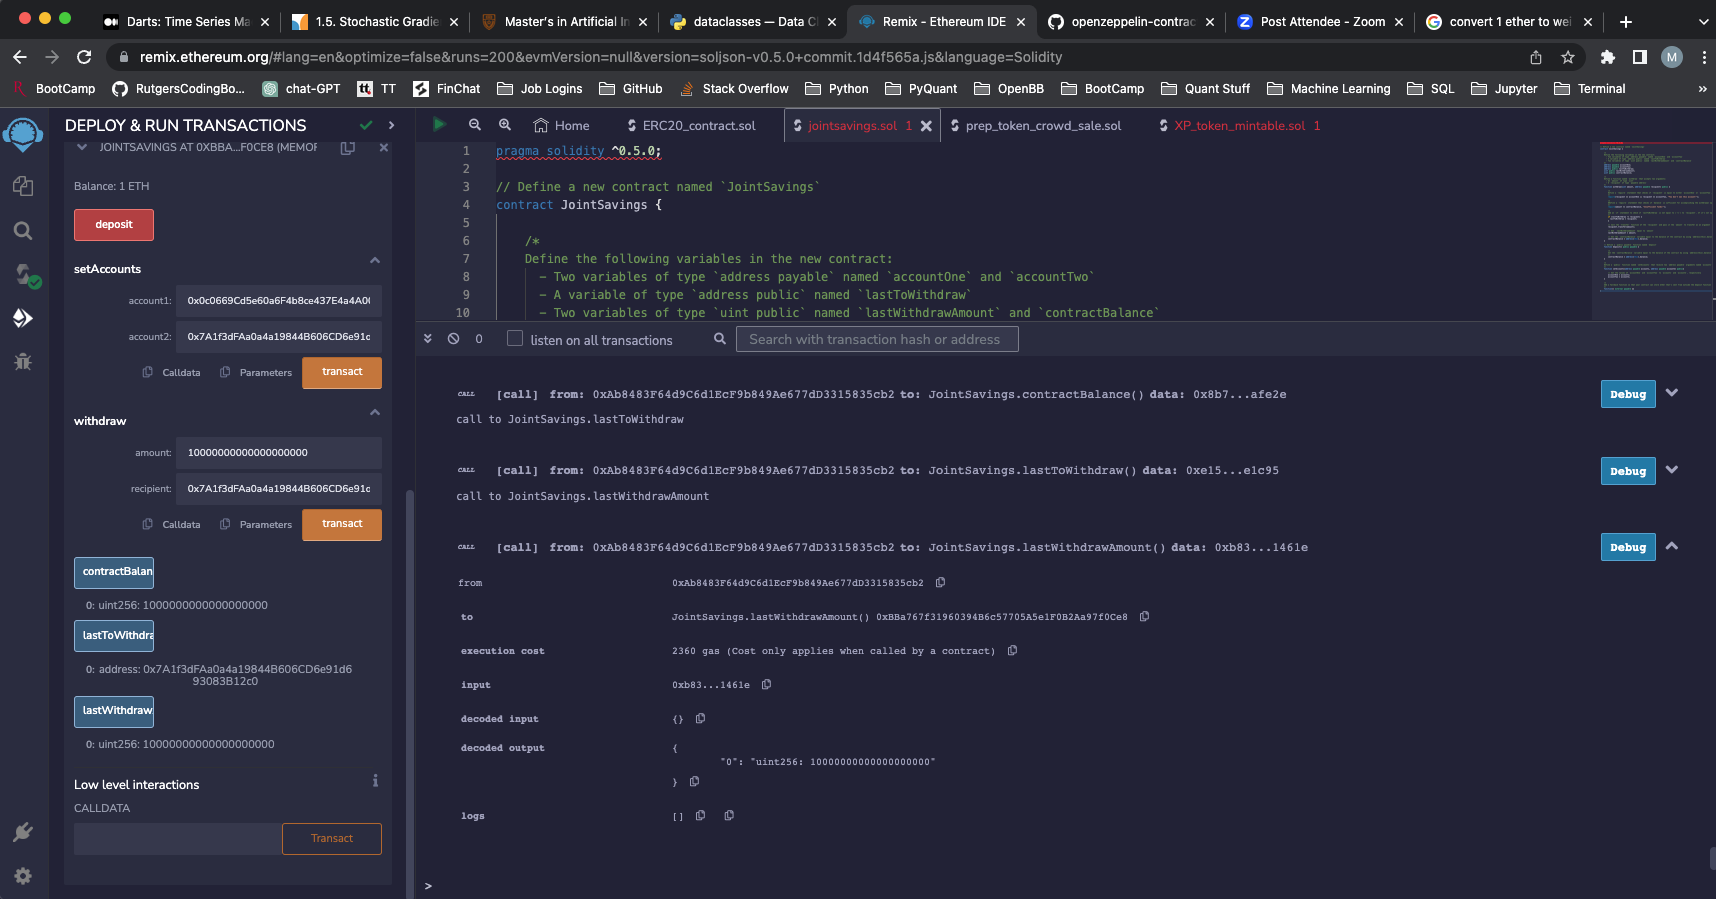 Darts: Time Series Ma
1.5. Stochastic Gradie
Master's in Artificial In
dataclasses — Data Cl
Remix - Ethereum IDE
openzeppelin-contrac
Post Attendee - Zoom
convert 1 ether to wei
remix.ethereum.org/#lang=en&optimize=false&runs=200&evmVersion=null&version=soljson-v0.5.0+commit.1d4f565a.js&language=Solidity
M
BootCamp
RutgersCodingBo...
chat-GPT
TT
FinChat
Job Logins
GitHub
Stack Overflow
Python
PyQuant
OpenBB
BootCamp
Quant Stuff
Machine Learning
SQL
Jupyter
Terminal
DEPLOY & RUN TRANSACTIONS
JOINTSAVINGS AT 0XBBA...F0CE8 (MEMOR
Balance: 1 ETH
deposit
setAccounts
account1: 0x0c0669Cd5e60a6F4b8ce437E4a4A0
account2: 0x7A1f3dFAa0a4a19844B606CD6e91d
Calldata Parameters transact
withdraw
amount: 10000000000000000000
recipient: 0x7A1f3dFAa0a4a19844B606CD6e91d
Calldata Parameters transact
contractBalan
0: uint256: 1000000000000000000
lastToWithdra
0: address: 0x7A1f3dFAa0a4a19844B606CD6e91d6
93083B12c0
lastWithdraw
0: uint256: 10000000000000000000
Low level interactions
CALLDATA
Transact
Home
ERC20_contract.sol
jointsavings.sol 1
prep_token_crowd_sale.sol
XP_token_mintable.sol 1
1 pragma solidity ^0.5.0;
2
3 // Define a new contract named `JointSavings`
4 contract JointSavings {
5
6 /*
7 Define the following variables in the new contract:
8 - Two variables of type `address payable` named `accountOne` and `accountTwo`
9 - A variable of type `address public` named `lastToWithdraw`
10 - Two variables of type `uint public` named `lastWithdrawAmount` and `contractBalance`
0 listen on all transactions Search with transaction hash or address
CALL [call] from: 0xAb8483F64d9C6d1EcF9b849Ae677dD3315835cb2 to: JointSavings.contractBalance() data: 0x8b7...afe2e Debug
call to JointSavings.lastToWithdraw
CALL [call] from: 0xAb8483F64d9C6d1EcF9b849Ae677dD3315835cb2 to: JointSavings.lastToWithdraw() data: 0xe15...e1c95 Debug
call to JointSavings.lastWithdrawAmount
CALL [call] from: 0xAb8483F64d9C6d1EcF9b849Ae677dD3315835cb2 to: JointSavings.lastWithdrawAmount() data: 0xb83...1461e Debug
from 0xAb8483F64d9C6d1EcF9b849Ae677dD3315835cb2
to JointSavings.lastWithdrawAmount() 0xBBa767f31960394B6c57705A5e1F0B2Aa97f0Ce8
execution cost 2360 gas (Cost only applies when called by a contract)
input 0xb83...1461e
decoded input {}
decoded output {
"0": "uint256: 10000000000000000000"
}
logs []
>